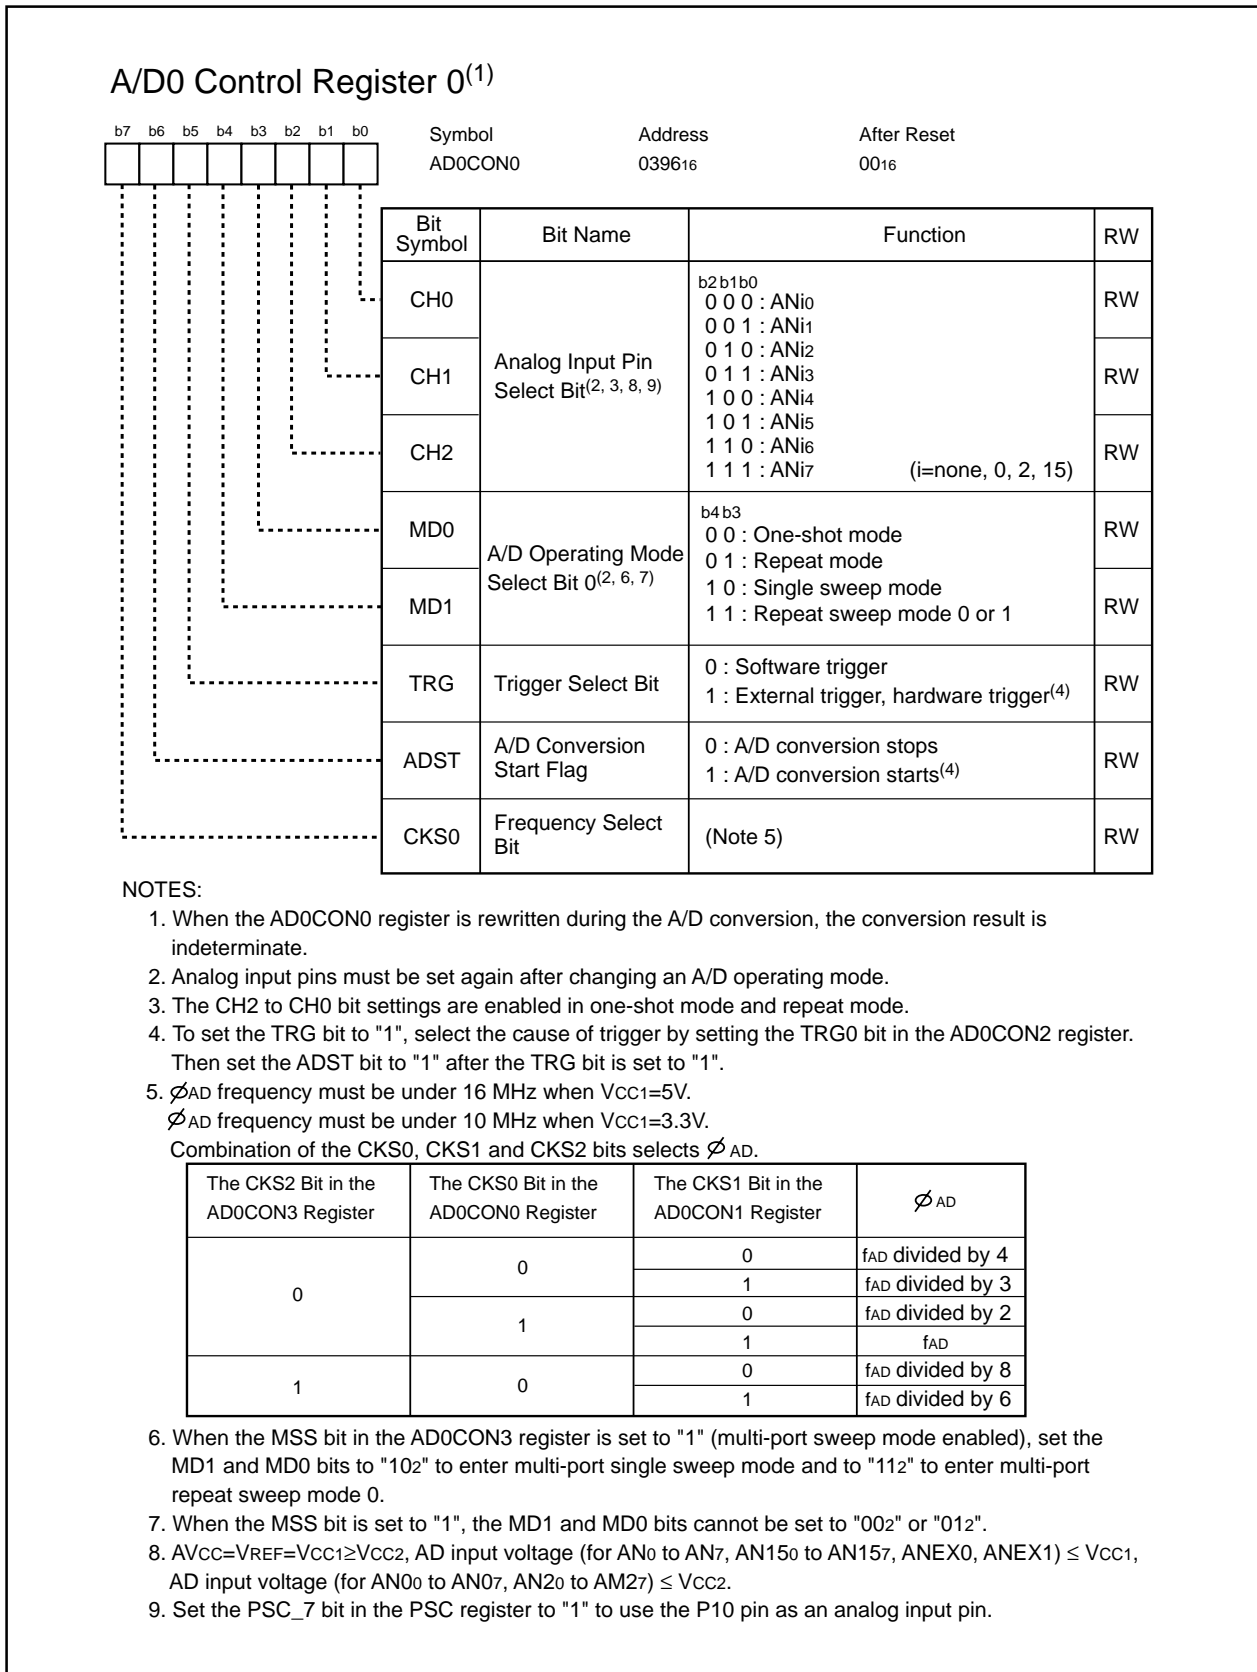 A/D0 Control Register 0(1)
b7 b6 b5 b4 b3 b2 b1 b0
Symbol Address After Reset
AD0CON0 039616 0016
Bit Symbol Bit Name Function RW
CH0 RW
CH1 RW
CH2 RW
Analog Input Pin
Select Bit(2, 3, 8, 9)
b2 b1 b0
0 0 0 : ANi0
0 0 1 : ANi1
0 1 0 : ANi2
0 1 1 : ANi3
1 0 0 : ANi4
1 0 1 : ANi5
1 1 0 : ANi6
1 1 1 : ANi7 (i=none, 0, 2, 15)
MD0 RW
MD1 RW
A/D Operating Mode
Select Bit 0(2, 6, 7)
b4 b3
0 0 : One-shot mode
0 1 : Repeat mode
1 0 : Single sweep mode
1 1 : Repeat sweep mode 0 or 1
TRG Trigger Select Bit RW
0 : Software trigger
1 : External trigger, hardware trigger(4)
ADST RW
A/D Conversion
Start Flag
0 : A/D conversion stops
1 : A/D conversion starts(4)
CKS0 RW
Frequency Select
Bit
(Note 5)
NOTES:
1. When the AD0CON0 register is rewritten during the A/D conversion, the conversion result is
indeterminate.
2. Analog input pins must be set again after changing an A/D operating mode.
3. The CH2 to CH0 bit settings are enabled in one-shot mode and repeat mode.
4. To set the TRG bit to "1", select the cause of trigger by setting the TRG0 bit in the AD0CON2 register.
Then set the ADST bit to "1" after the TRG bit is set to "1".
5. ØAD frequency must be under 16 MHz when VCC1=5V.
ØAD frequency must be under 10 MHz when VCC1=3.3V.
Combination of the CKS0, CKS1 and CKS2 bits selects Ø AD.
The CKS2 Bit in the The CKS0 Bit in the The CKS1 Bit in the Ø AD
AD0CON3 Register AD0CON0 Register AD0CON1 Register
0 0 0 fAD divided by 4
1 fAD divided by 3
1 0 fAD divided by 2
1 fAD
1 0 0 fAD divided by 8
1 fAD divided by 6
6. When the MSS bit in the AD0CON3 register is set to "1" (multi-port sweep mode enabled), set the
MD1 and MD0 bits to "102" to enter multi-port single sweep mode and to "112" to enter multi-port
repeat sweep mode 0.
7. When the MSS bit is set to "1", the MD1 and MD0 bits cannot be set to "002" or "012".
8. AVCC=VREF=VCC1≥VCC2, AD input voltage (for AN0 to AN7, AN150 to AN157, ANEX0, ANEX1) ≤ VCC1,
AD input voltage (for AN00 to AN07, AN20 to AM27) ≤ VCC2.
9. Set the PSC_7 bit in the PSC register to "1" to use the P10 pin as an analog input pin.